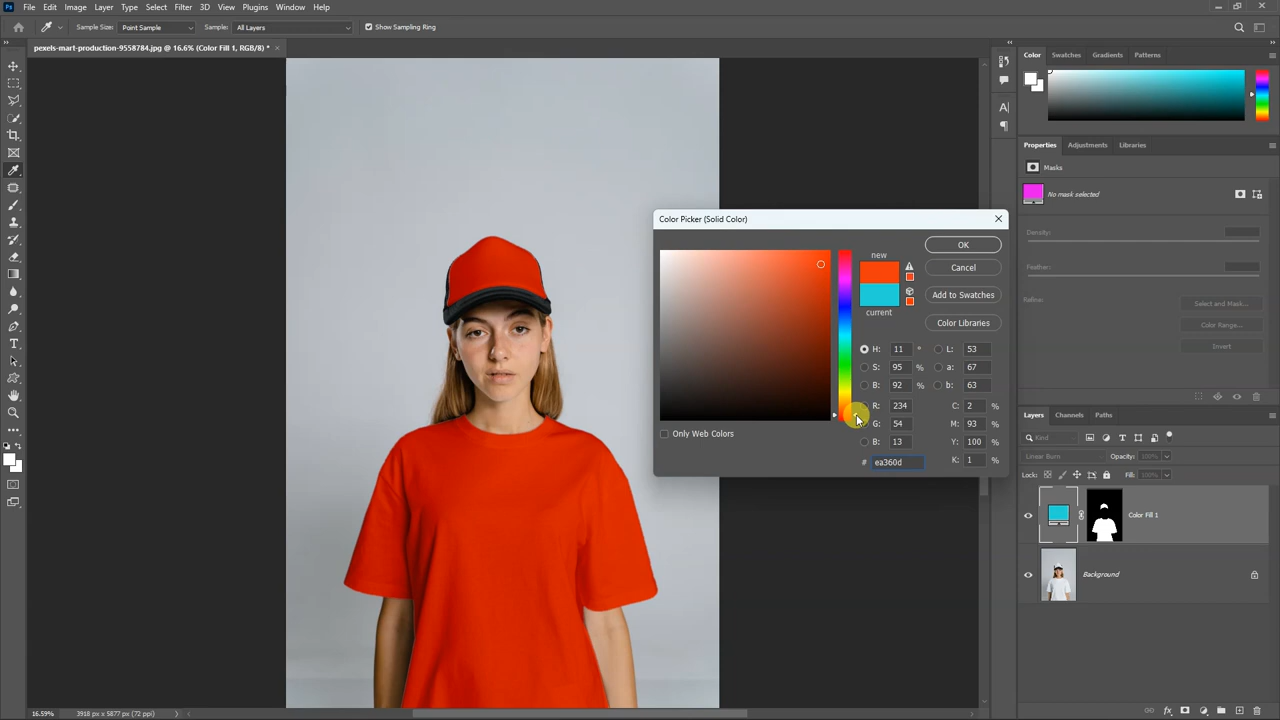 Ps File Edit Image Layer Type Select Filter 3D View Plugins Window Help
Sample Size: Point Sample Sample: All Layers Show Sampling Ring
pexels-mart-production-9558784.jpg @ 16.6% (Color Fill 1, RGB/8) * ×
Color Swatches Gradients Patterns
Properties Adjustments Libraries
Masks
No mask selected
Density:
Feather:
Refine:
Select and Mask...
Color Range...
Invert
Color Picker (Solid Color)
new
current
OK
Cancel
Add to Swatches
Color Libraries
H: 11 ° L: 53
S: 95 % a: 67
B: 92 % b: 63
R: 234 C: 2 %
G: 54 M: 93 %
B: 13 Y: 100 %
# ea360d K: 1 %
Only Web Colors
Layers Channels Paths
Kind
Linear Burn Opacity: 100%
Lock: Fill: 100%
Color Fill 1
Background
16.59% 3918 px x 5877 px (72 ppi)